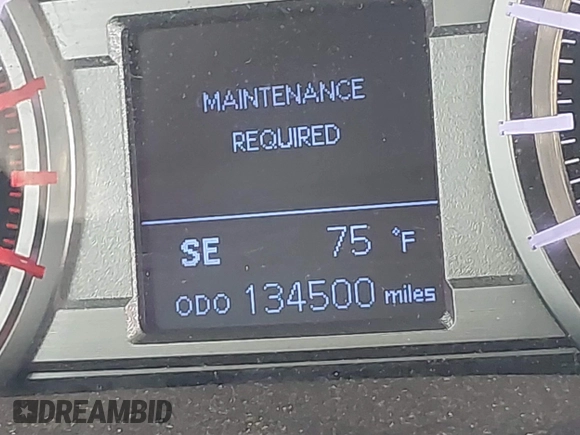 MAINTENANCE
REQUIRED
SE 75 °F
ODO 134500 miles
DREAMBID